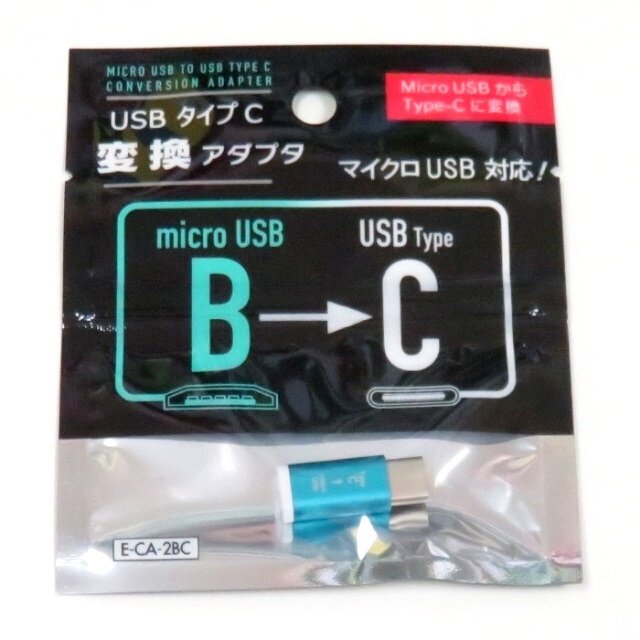 MICRO USB TO USB TYPE C
CONVERSION ADAPTER
USB タイプ C
変換 アダプタ
Micro USB から
Type-C に変換
マイクロ USB 対応!
micro USB
B
USB Type
C
E-CA-2BC